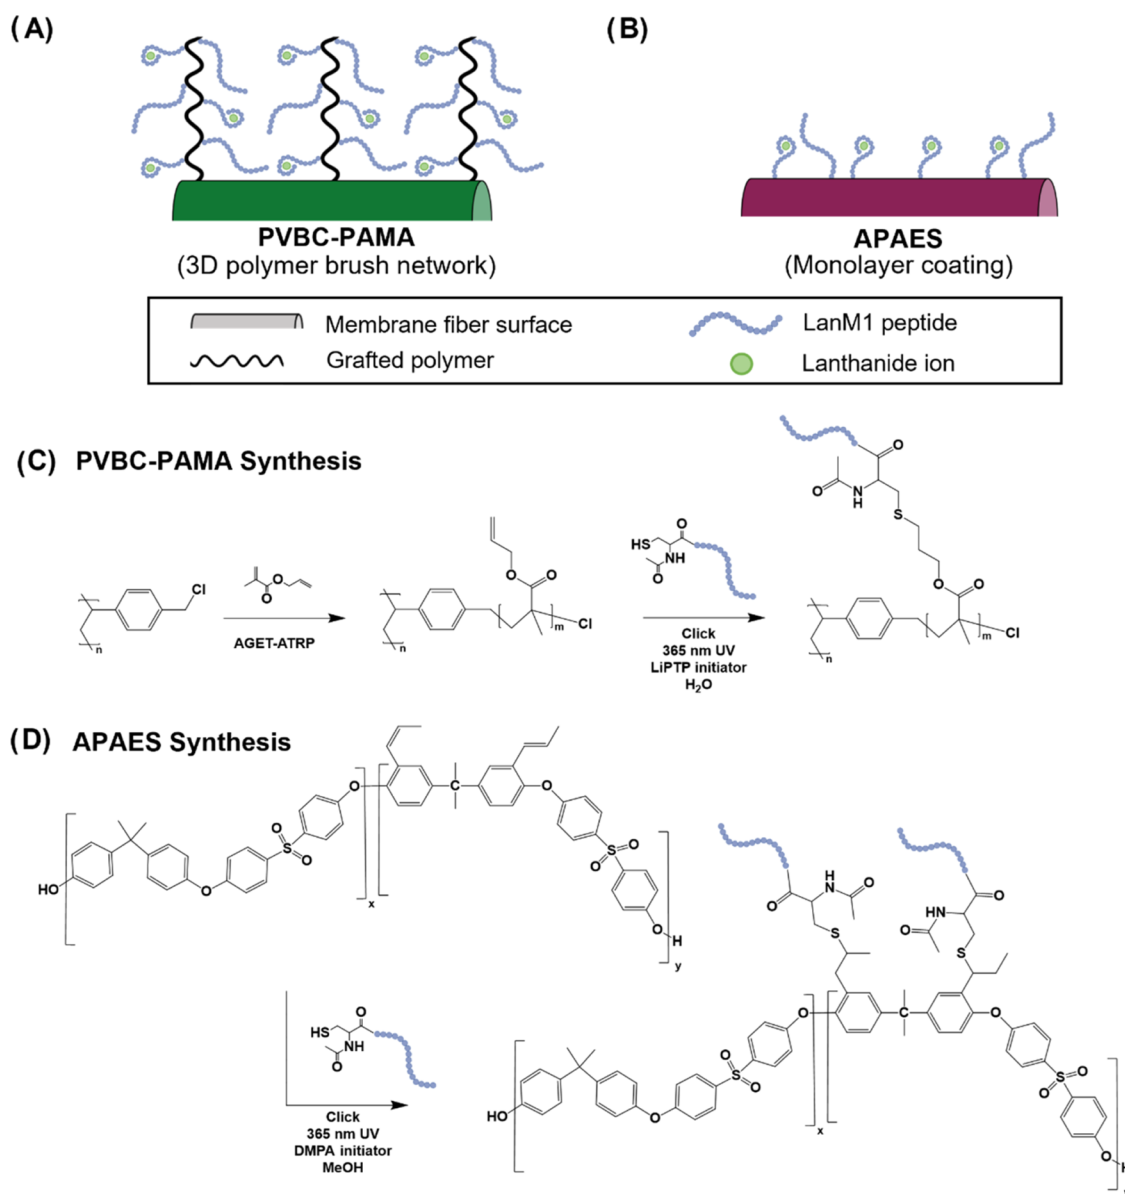 (A)
(B)
PVBC-PAMA
(3D polymer brush network)
APAES
(Monolayer coating)
Membrane fiber surface
LanM1 peptide
Grafted polymer
Lanthanide ion
(C) PVBC-PAMA Synthesis
Cl
n
O
O
AGET-ATRP
O
O
m
Cl
n
HS
O
NH
O
Click
365 nm UV
LiPTP initiator
H₂O
O
O
N
H
S
O
O
m
Cl
n
(D) APAES Synthesis
HO
O
S
O
O
O
x
C
O
S
O
O
O
H
y
HS
O
NH
O
Click
365 nm UV
DMPA initiator
MeOH
O
H
N
O
S
HN
O
O
S
HO
O
S
O
O
O
x
C
O
S
O
O
O